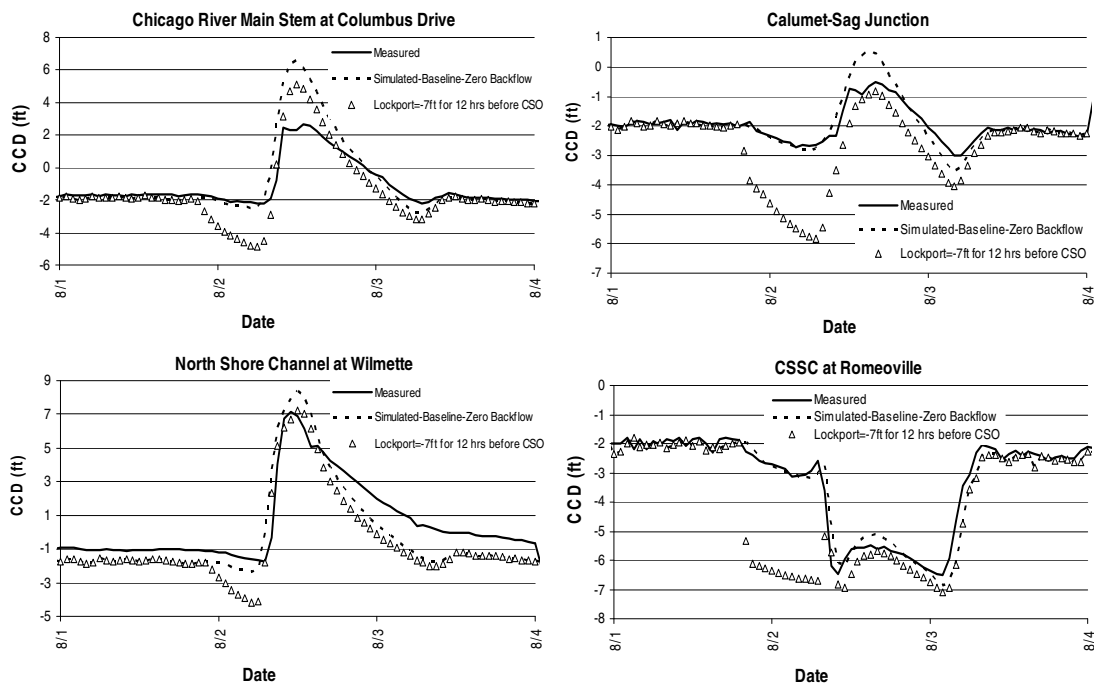 Chicago River Main Stem at Columbus Drive
8
6
4
2
0
-2
-4
-6
CCD (ft)
Measured
Simulated-Baseline-Zero Backflow
Lockport=-7ft for 12 hrs before CSO
8/1
8/2
8/3
8/4
Date
Calumet-Sag Junction
1
0
-1
-2
-3
-4
-5
-6
-7
CCD (ft)
Measured
Simulated-Baseline-Zero Backflow
Lockport=-7ft for 12 hrs before CSO
8/1
8/2
8/3
8/4
Date
North Shore Channel at Wilmette
9
7
5
3
1
-1
-3
-5
CCD (ft)
Measured
Simulated-Baseline-Zero Backflow
Lockport=-7ft for 12 hrs before CSO
8/1
8/2
8/3
8/4
Date
CSSC at Romeoville
0
-1
-2
-3
-4
-5
-6
-7
-8
CCD (ft)
Measured
Simulated-Baseline-Zero Backflow
Lockport=-7ft for 12 hrs before CSO
8/1
8/2
8/3
8/4
Date